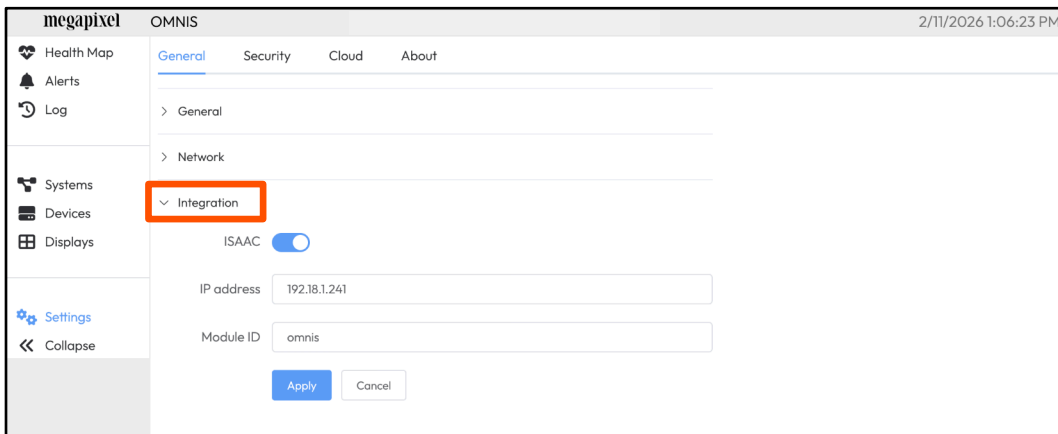 megapixel OMNIS 2/11/2026 1:06:23 PM
Health Map
Alerts
Log
Systems
Devices
Displays
Settings
Collapse
General Security Cloud About
General
Network
Integration
ISAAC
IP address 192.18.1.241
Module ID omnis
Apply Cancel